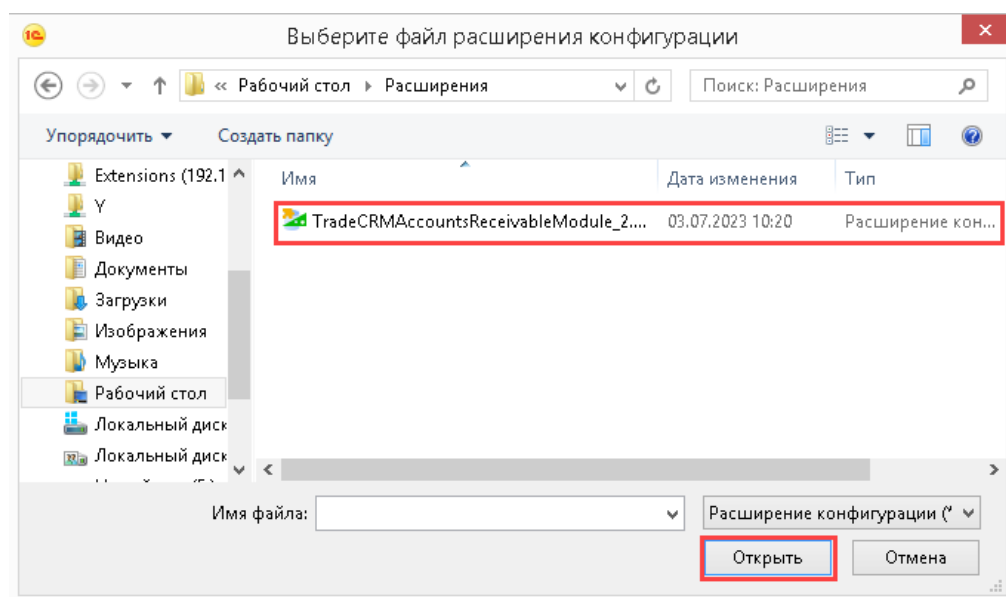 1С Выберите файл расширения конфигурации
« Рабочий стол Расширения Поиск: Расширения
Упорядочить Создать папку
Extensions (192.1
Y
Видео
Документы
Загрузки
Изображения
Музыка
Рабочий стол
Локальный диск
Локальный диск
Имя Дата изменения Тип
TradeCRMAccountsReceivableModule_2.... 03.07.2023 10:20 Расширение кон...
Имя файла: Расширение конфигурации (*
Открыть Отмена